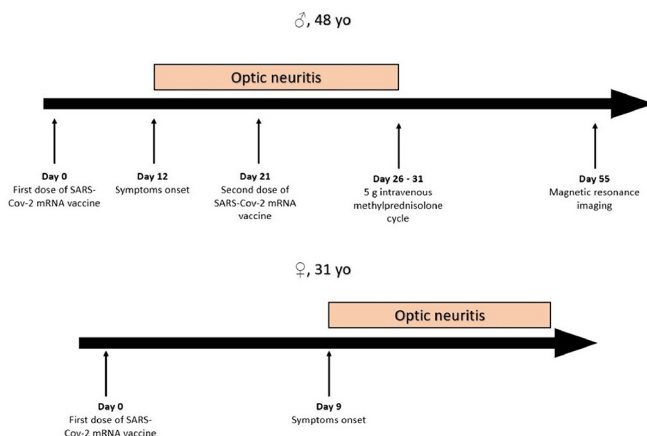 ♂, 48 yo
Optic neuritis
Day 0
First dose of SARS-
Cov-2 mRNA vaccine
Day 12
Symptoms onset
Day 21
Second dose of
SARS-Cov-2 mRNA
vaccine
Day 26 - 31
5 g intravenous
methylprednisolone
cycle
Day 55
Magnetic resonance
imaging
♀, 31 yo
Optic neuritis
Day 0
First dose of SARS-
Cov-2 mRNA vaccine
Day 9
Symptoms onset